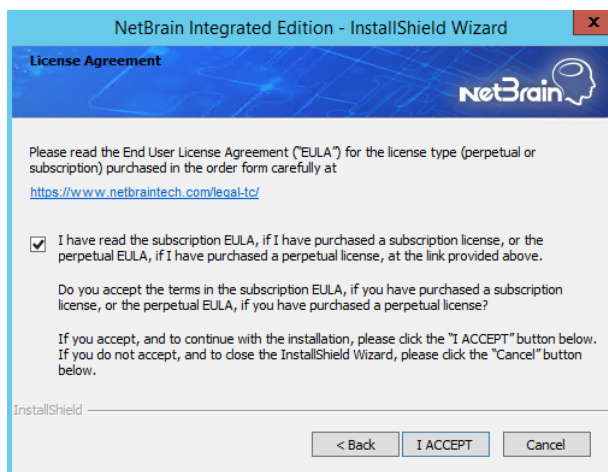 NetBrain Integrated Edition - InstallShield Wizard
x
License Agreement
NetBrain
Please read the End User License Agreement ("EULA") for the license type (perpetual or
subscription) purchased in the order form carefully at
https://www.netbraintech.com/legal-tc/
I have read the subscription EULA, if I have purchased a subscription license, or the
perpetual EULA, if I have purchased a perpetual license, at the link provided above.
Do you accept the terms in the subscription EULA, if you have purchased a subscription
license, or the perpetual EULA, if you have purchased a perpetual license?
If you accept, and to continue with the installation, please click the "I ACCEPT" button below.
If you do not accept, and to close the InstallShield Wizard, please click the "Cancel" button
below.
InstallShield
< Back I ACCEPT Cancel